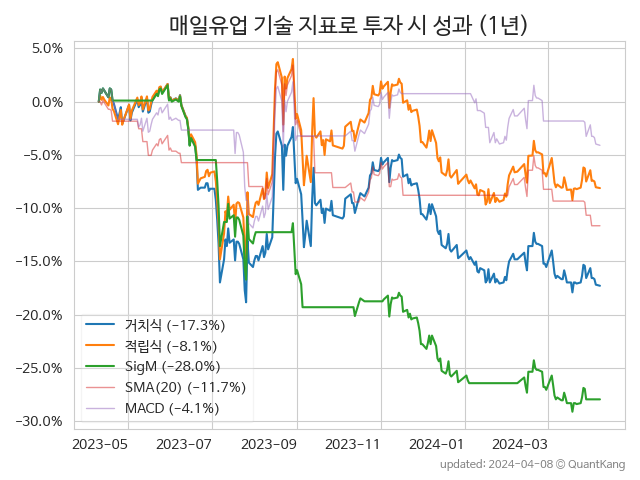 매일유업 기술 지표로 투자 시 성과 (1년)
5.0%
0.0%
−5.0%
−10.0%
−15.0%
−20.0%
−25.0%
−30.0%
거치식 (−17.3%)
적립식 (−8.1%)
SigM (−28.0%)
SMA(20) (−11.7%)
MACD (−4.1%)
2023-05 2023-07 2023-09 2023-11 2024-01 2024-03
updated: 2024-04-08 @ QuantKang